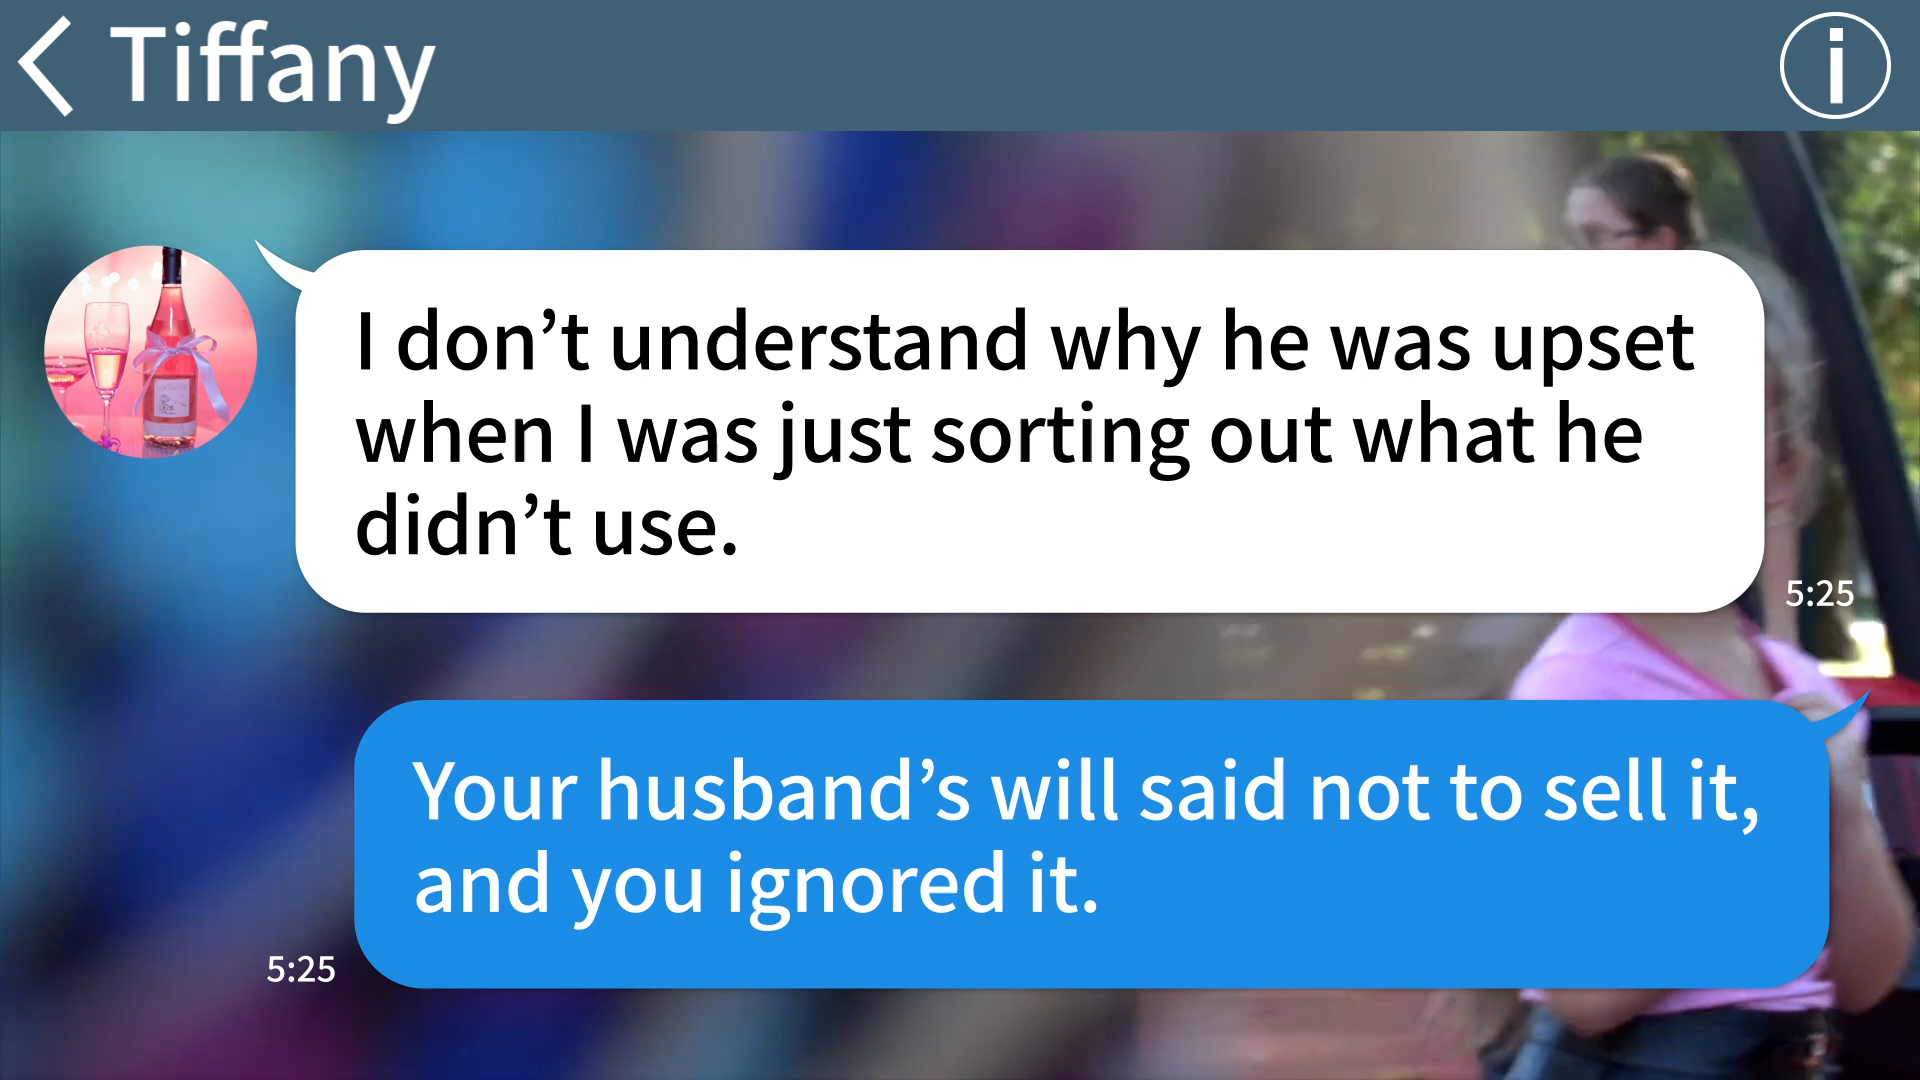 Tiffany
I don’t understand why he was upset
when I was just sorting out what he
didn’t use.
5:25
Your husband’s will said not to sell it,
and you ignored it.
5:25